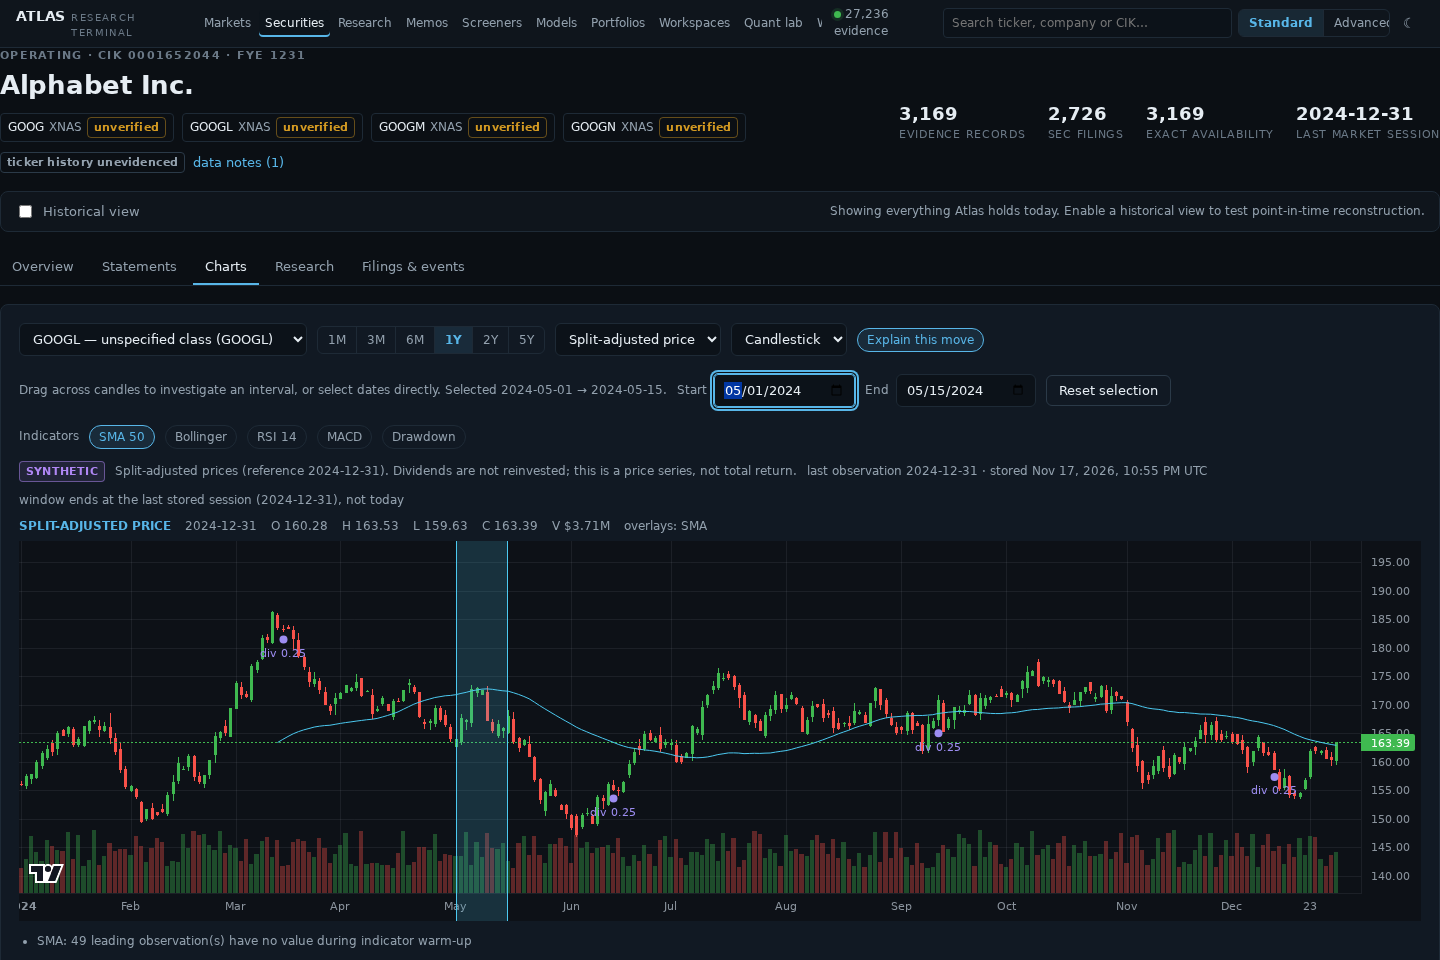 ATLAS RESEARCH TERMINAL
Markets Securities Research Memos Screeners Models Portfolios Workspaces Quant lab
27,236 evidence
Search ticker, company or CIK...
Standard Advanced
OPERATING · CIK 0001652044 · FYE 1231
Alphabet Inc.
GOOG XNAS unverified GOOGL XNAS unverified GOOGM XNAS unverified GOOGN XNAS unverified
ticker history unevidenced data notes (1)
3,169 2,726 3,169 2024-12-31
EVIDENCE RECORDS SEC FILINGS EXACT AVAILABILITY LAST MARKET SESSION
Historical view
Showing everything Atlas holds today. Enable a historical view to test point-in-time reconstruction.
Overview Statements Charts Research Filings & events
GOOGL — unspecified class (GOOGL) 1M 3M 6M 1Y 2Y 5Y Split-adjusted price Candlestick Explain this move
Drag across candles to investigate an interval, or select dates directly. Selected 2024-05-01 → 2024-05-15. Start 05/01/2024 End 05/15/2024 Reset selection
Indicators SMA 50 Bollinger RSI 14 MACD Drawdown
SYNTHETIC Split-adjusted prices (reference 2024-12-31). Dividends are not reinvested; this is a price series, not total return. last observation 2024-12-31 · stored Nov 17, 2026, 10:55 PM UTC
window ends at the last stored session (2024-12-31), not today
SPLIT-ADJUSTED PRICE 2024-12-31 O 160.28 H 163.53 L 159.63 C 163.39 V $3.71M overlays: SMA
195.00
190.00
185.00
180.00
175.00
170.00
165.00
163.39
160.00
155.00
150.00
145.00
140.00
div 0.25
div 0.25
div 0.25
div 0.25
24 Feb Mar Apr May Jun Jul Aug Sep Oct Nov Dec 23
• SMA: 49 leading observation(s) have no value during indicator warm-up